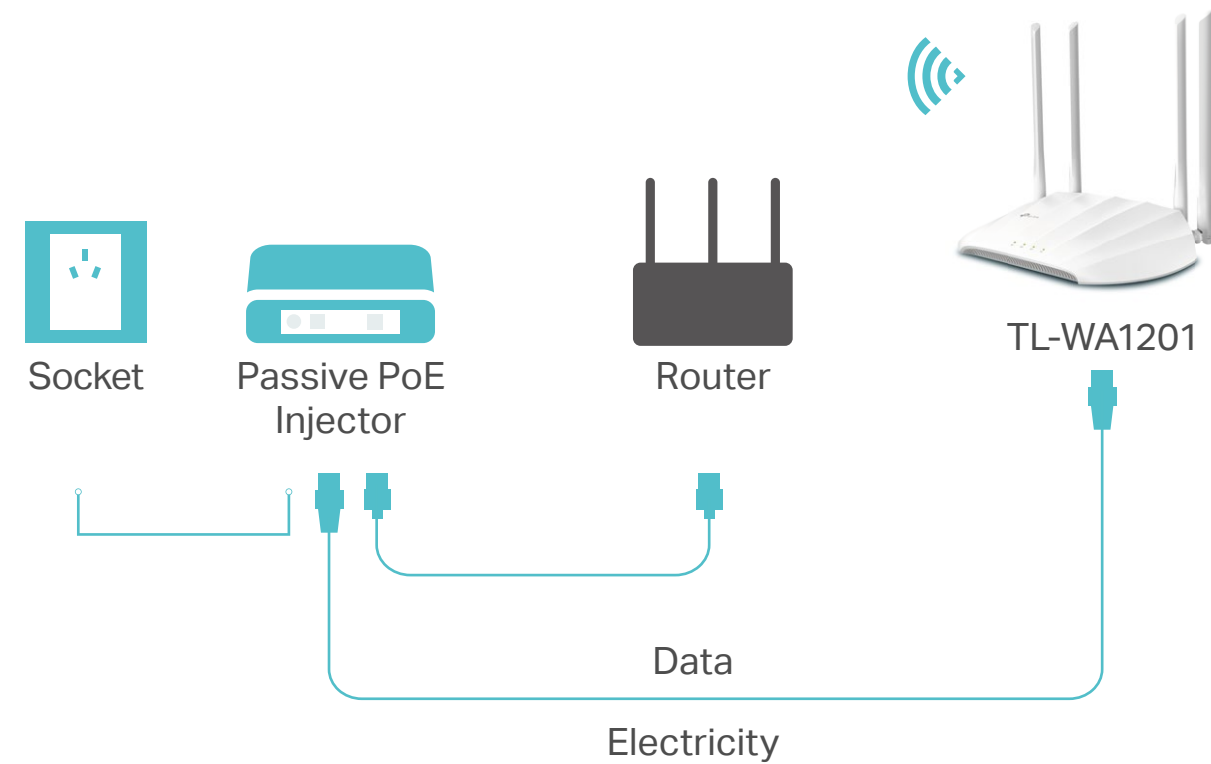 TL-WA1201
Socket
Passive PoE
Injector
Router
Data
Electricity